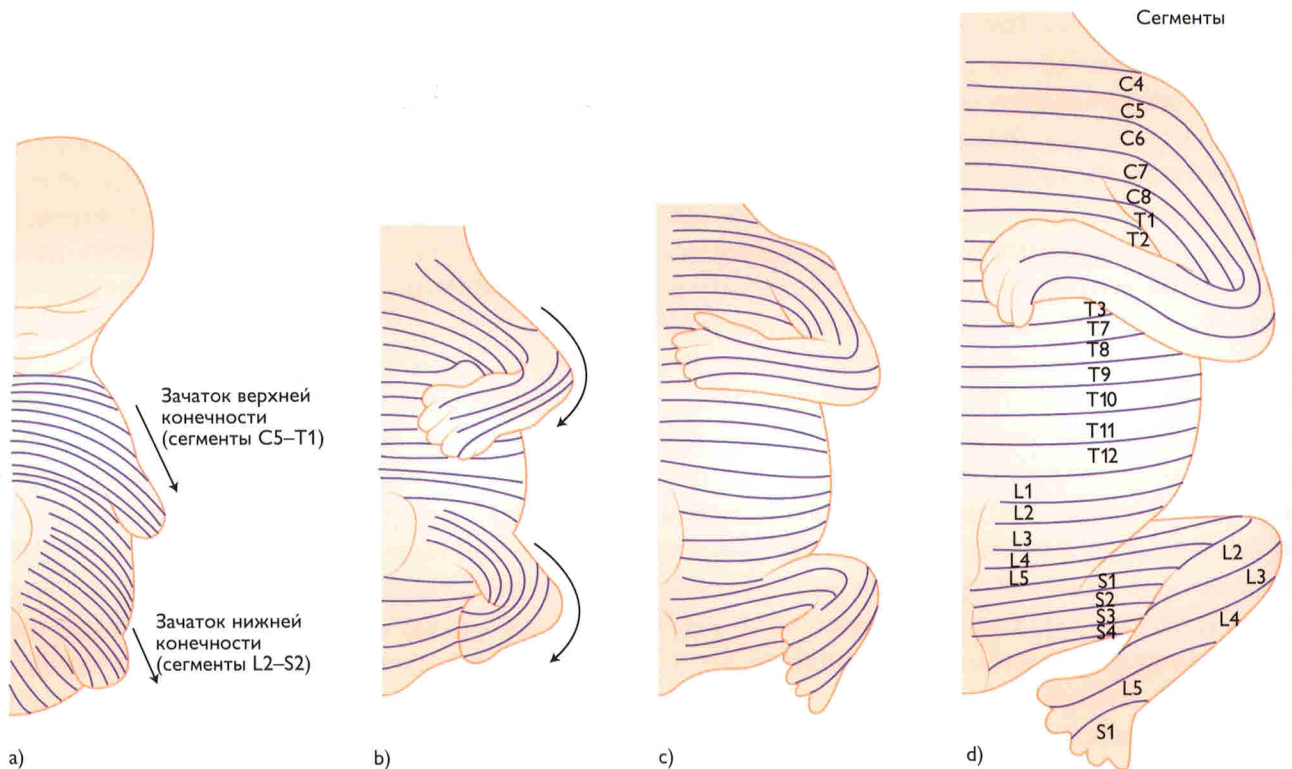 Сегменты
C4
C5
C6
C7
C8
T1
T2
T3
T7
T8
T9
T10
T11
T12
L1
L2
L3
L4
L5
S1
S2
S3
S4
L2
L3
L4
L5
S1
Зачаток верхней
конечности
(сегменты C5–T1)
Зачаток нижней
конечности
(сегменты L2–S2)
a)
b)
c)
d)